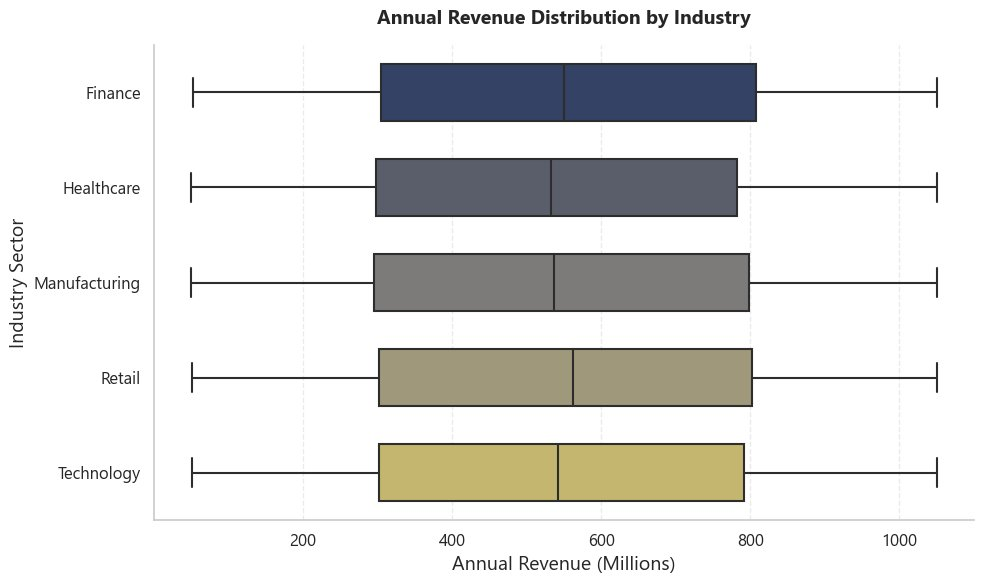 Annual Revenue Distribution by Industry
Industry Sector
Finance
Healthcare
Manufacturing
Retail
Technology
200 400 600 800 1000
Annual Revenue (Millions)